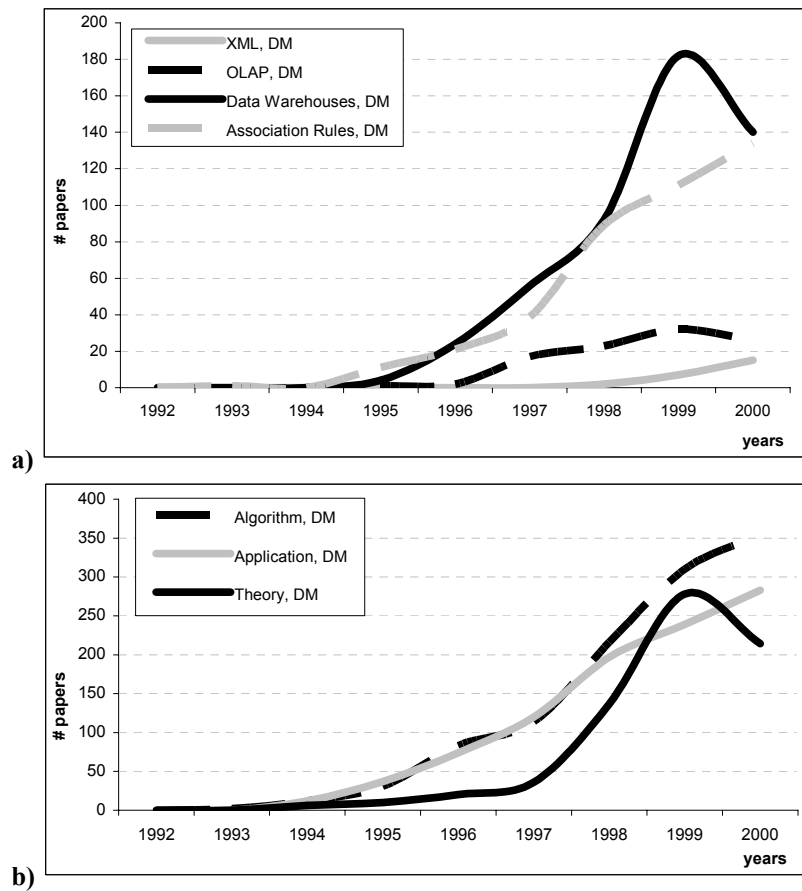 200
180
160
140
120
100
80
60
40
20
0
# papers
XML, DM
OLAP, DM
Data Warehouses, DM
Association Rules, DM
1992 1993 1994 1995 1996 1997 1998 1999 2000
years
a)
400
350
300
250
200
150
100
50
0
# papers
Algorithm, DM
Application, DM
Theory, DM
1992 1993 1994 1995 1996 1997 1998 1999 2000
years
b)